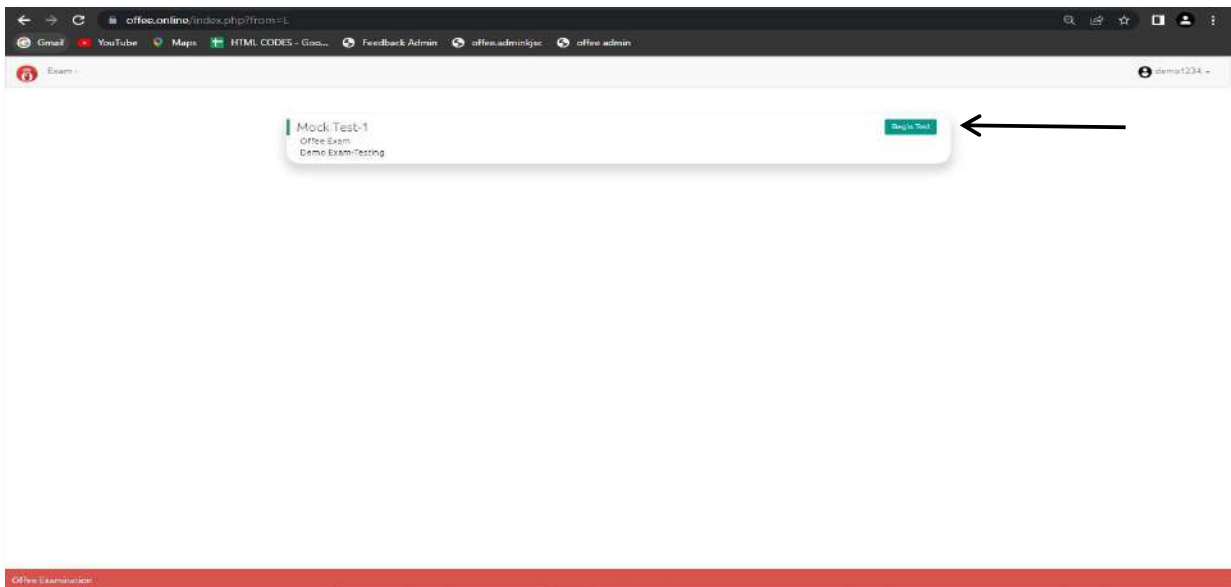 offee.online/index.php?from=L
Gmail YouTube Maps HTML CODES - Goo... Feedback Admin offee.adminkjsc offee admin
Exam
demo1234
Mock Test-1
Begin Test
Offee Exam
Demo Exam-Testing
Offee Examination